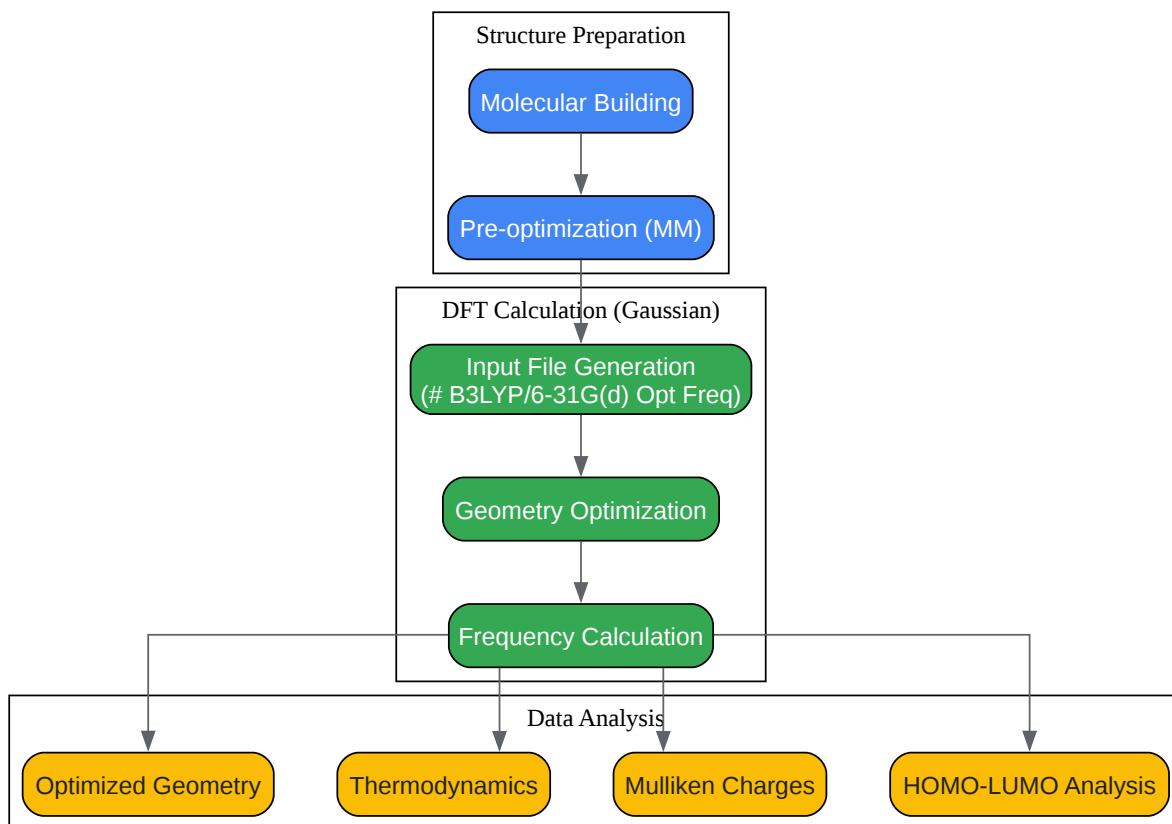 Structure Preparation
Molecular Building
Pre-optimization (MM)
DFT Calculation (Gaussian)
Input File Generation
(# B3LYP/6-31G(d) Opt Freq)
Geometry Optimization
Frequency Calculation
Data Analysis
Optimized Geometry
Thermodynamics
Mulliken Charges
HOMO-LUMO Analysis